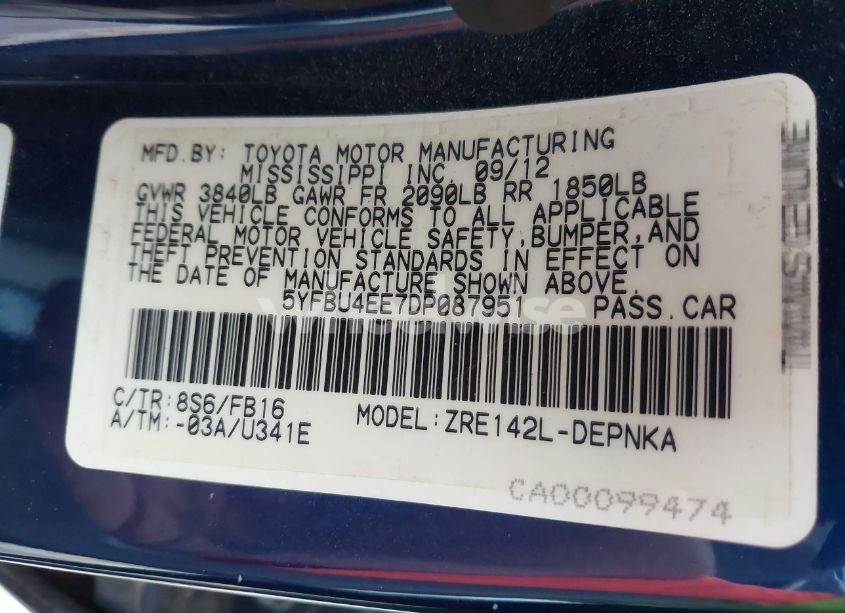 MFD.BY: TOYOTA MOTOR MANUFACTURING
MISSISSIPPI INC. 09/12
GVWR 3840LB GAWR FR 2090LB RR 1850LB
THIS VEHICLE CONFORMS TO ALL APPLICABLE
FEDERAL MOTOR VEHICLE SAFETY,BUMPER,AND
THEFT PREVENTION STANDARDS IN EFFECT ON
THE DATE OF MANUFACTURE SHOWN ABOVE.
5YFBU4EE7DP087951 PASS.CAR
C/TR:8S6/FB16
A/TM:-03A/U341E
MODEL:ZRE142L-DEPNKA
CA00099474